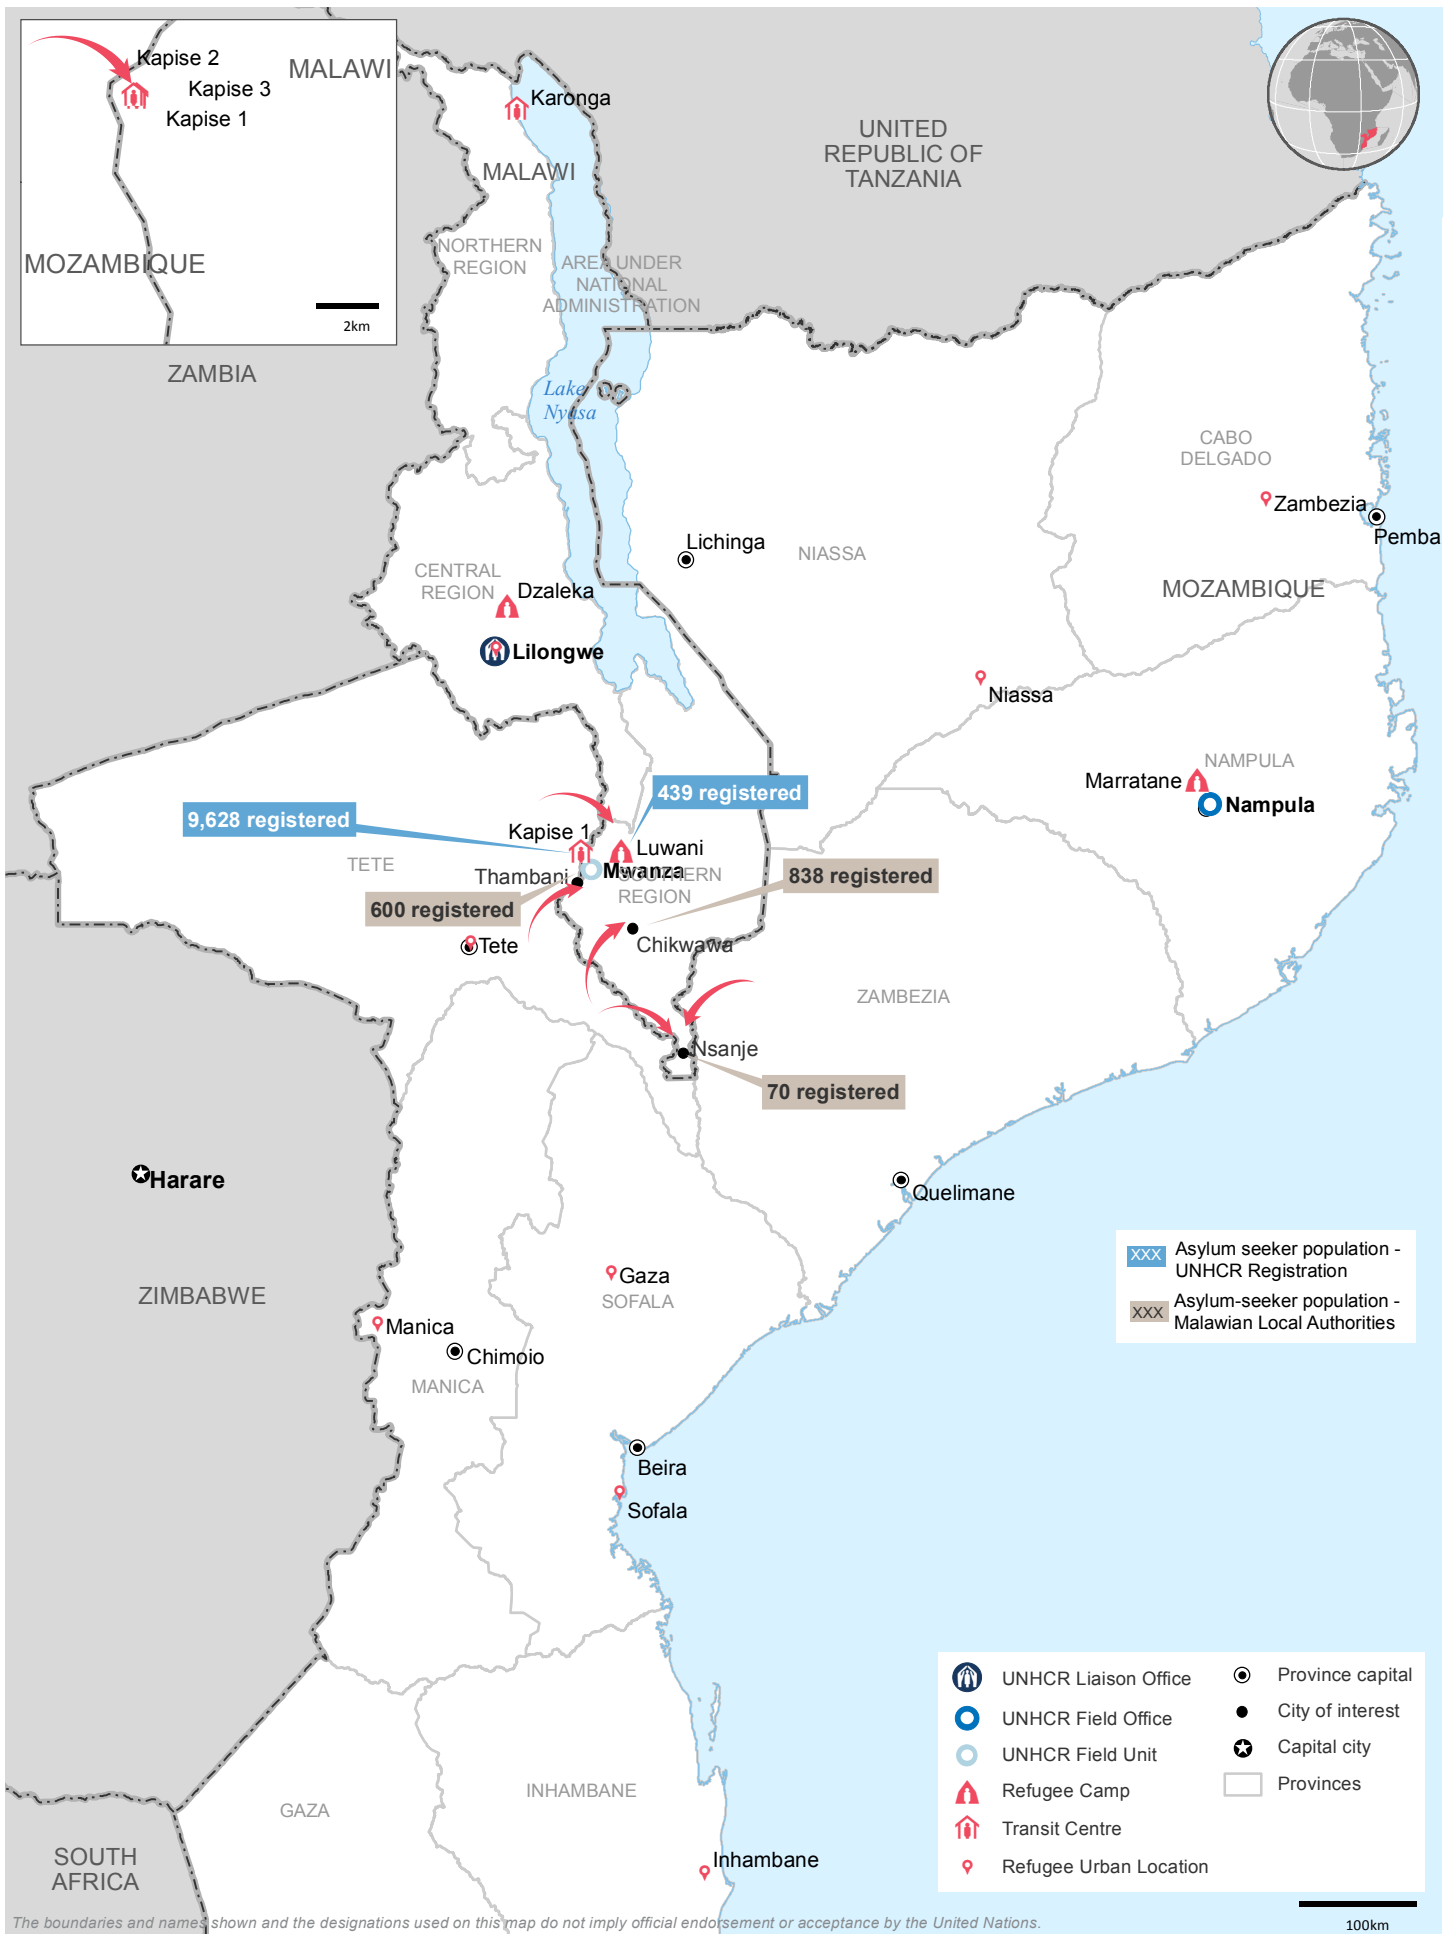 Kapise 2
MALAWI
Kapise 3
Kapise 1
MOZAMBIQUE
2km
Karonga
MALAWI
UNITED
REPUBLIC OF
TANZANIA
NORTHERN
REGION
AREA UNDER
NATIONAL
ADMINISTRATION
ZAMBIA
Lake
Nyasa
CABO
DELGADO
Zambezia
Pemba
Lichinga
NIASSA
CENTRAL
REGION
Dzaleka
MOZAMBIQUE
Lilongwe
Niassa
NAMPULA
Marratane
Nampula
439 registered
9,628 registered
Kapise 1
Luwani
TETE
Thambani
Mwanza
SOUTHERN
REGION
838 registered
600 registered
Tete
Chikwawa
ZAMBEZIA
Nsanje
70 registered
Harare
Quelimane
XXX Asylum seeker population -
UNHCR Registration
XXX Asylum-seeker population -
Malawian Local Authorities
Gaza
SOFALA
ZIMBABWE
Manica
Chimoio
MANICA
Beira
Sofala
UNHCR Liaison Office
UNHCR Field Office
UNHCR Field Unit
Refugee Camp
Transit Centre
Refugee Urban Location
Province capital
City of interest
Capital city
Provinces
INHAMBANE
GAZA
SOUTH
AFRICA
Inhambane
The boundaries and names shown and the designations used on this map do not imply official endorsement or acceptance by the United Nations.
100km